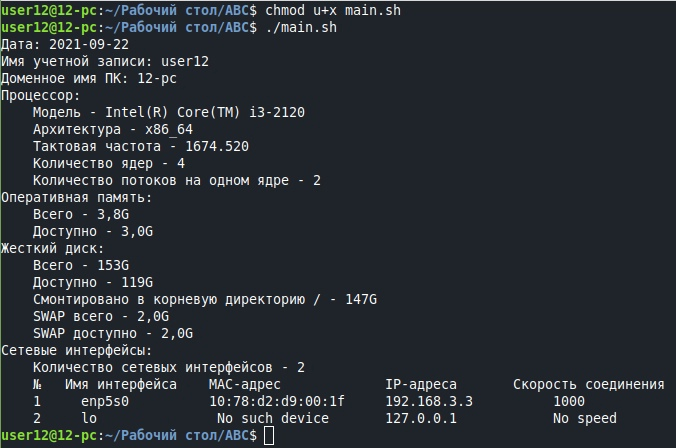 user12@12-pc:~/Рабочий стол/ABC$ chmod u+x main.sh
user12@12-pc:~/Рабочий стол/ABC$ ./main.sh
Дата: 2021-09-22
Имя учетной записи: user12
Доменное имя ПК: 12-pc
Процессор:
    Модель - Intel(R) Core(TM) i3-2120
    Архитектура - x86_64
    Тактовая частота - 1674.520
    Количество ядер - 4
    Количество потоков на одном ядре - 2
Оперативная память:
    Всего - 3,8G
    Доступно - 3,0G
Жесткий диск:
    Всего - 153G
    Доступно - 119G
    Смонтировано в корневую директорию / - 147G
    SWAP всего - 2,0G
    SWAP доступно - 2,0G
Сетевые интерфейсы:
    Количество сетевых интерфейсов - 2
    №   Имя интерфейса    MAC-адрес             IP-адреса       Скорость соединения
    1     enp5s0          10:78:d2:d9:00:1f     192.168.3.3          1000
    2     lo               No such device       127.0.0.1            No speed
user12@12-pc:~/Рабочий стол/ABC$